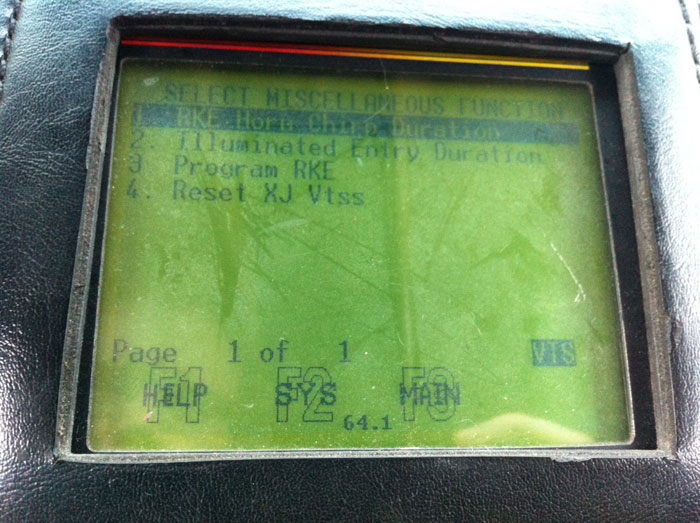 SELECT MISCELLANEOUS FUNCTION
1. RKE Horn Chirp Duration
2. Illuminated Entry Duration
3 Program RKE
4. Reset XJ Vtss
Page 1 of 1 VTS
F1 F2 F3
HELP SYS MAIN
64.1